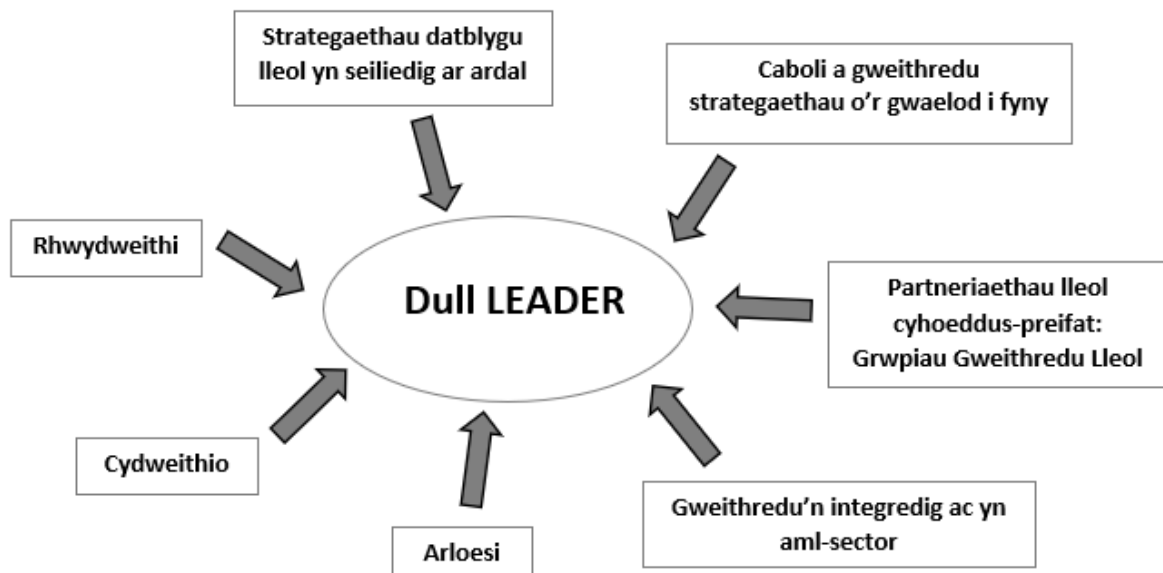 Strategaethau datblygu
lleol yn seiliedig ar ardal
Caboli a gweithredu
strategaethau o’r gwaelod i fyny
Rhwydweithi
Dull LEADER
Partneriaethau lleol
cyhoeddus-preifat:
Grwpiau Gweithredu Lleol
Cydweithio
Arloesi
Gweithredu’n integredig ac yn
aml-sector